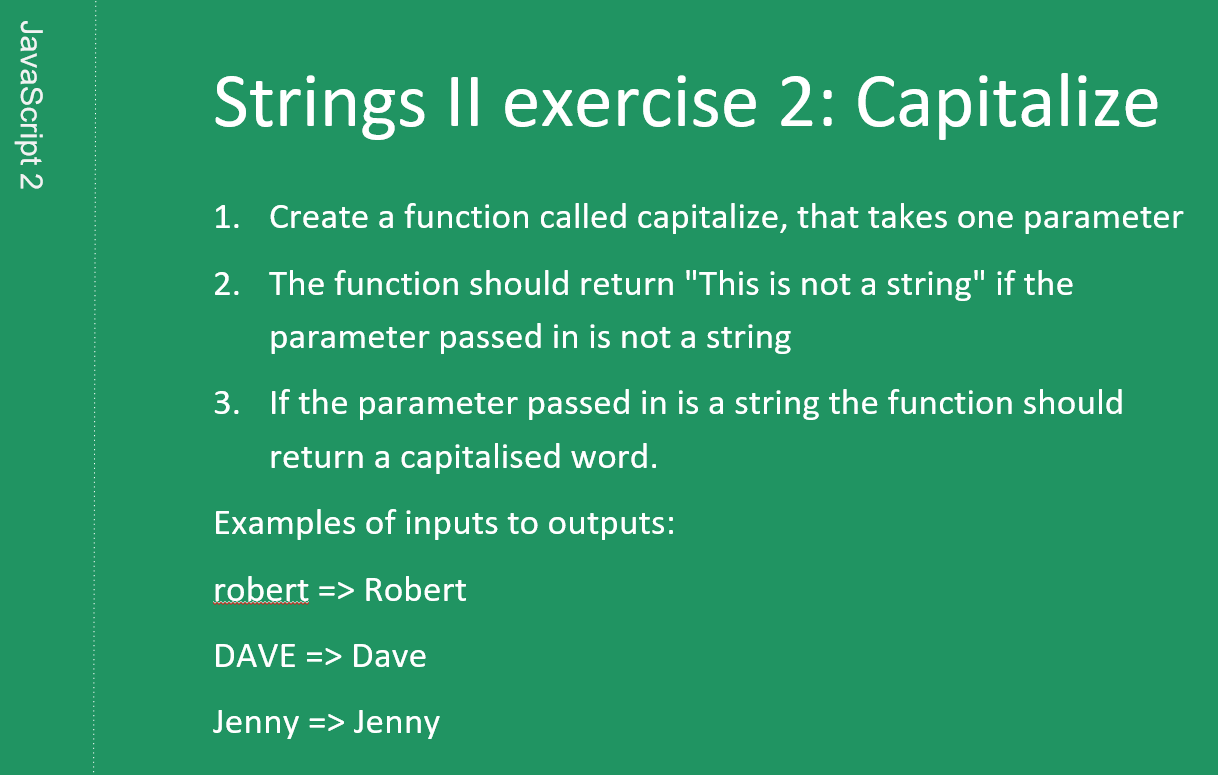 JavaScript 2
Strings II exercise 2: Capitalize
1. Create a function called capitalize, that takes one parameter
2. The function should return "This is not a string" if the
parameter passed in is not a string
3. If the parameter passed in is a string the function should
return a capitalised word.
Examples of inputs to outputs:
robert => Robert
DAVE => Dave
Jenny => Jenny